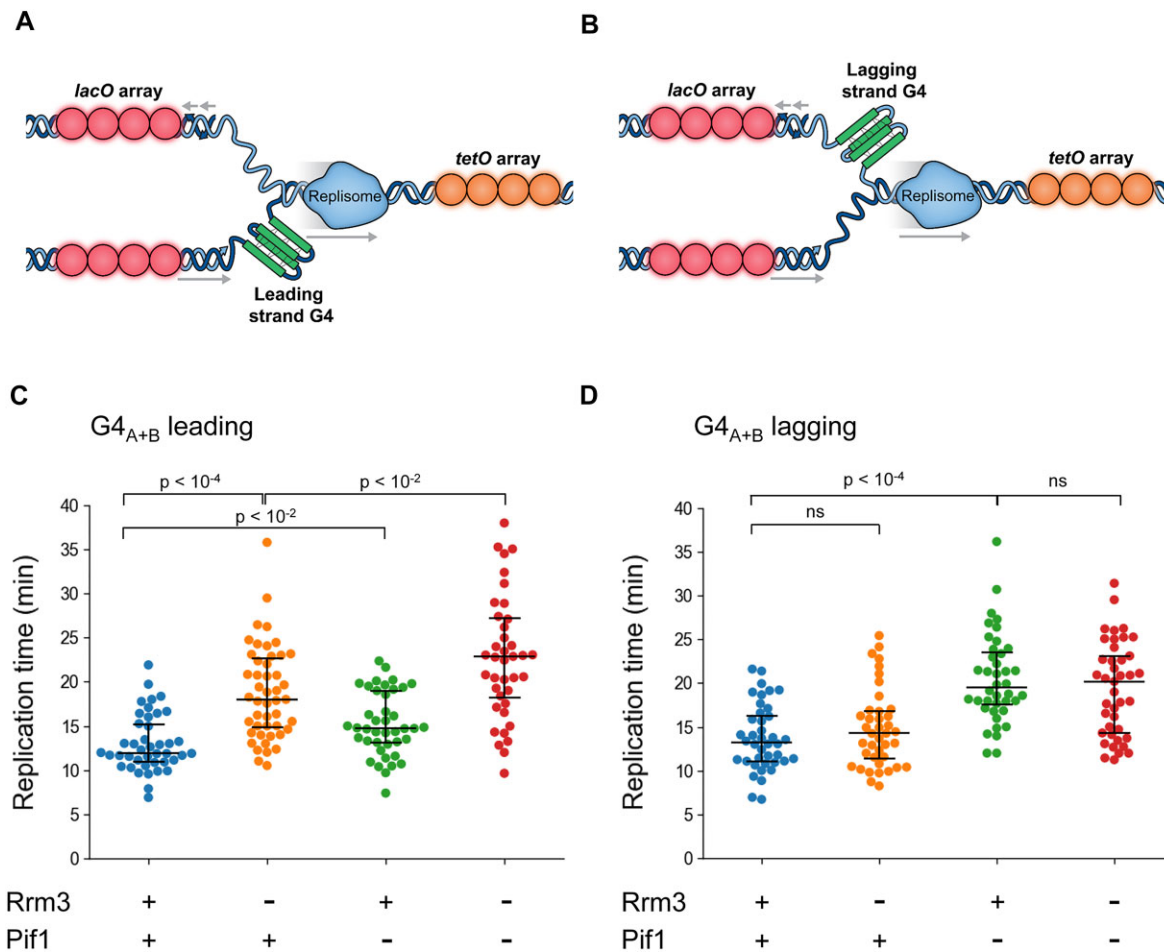 A
lacO array
Replisome
tetO array
Leading
strand G4
B
lacO array
Lagging
strand G4
Replisome
tetO array
C
G4A+B leading
p < 10-4
p < 10-2
p < 10-2
Replication time (min)
40
35
30
25
20
15
10
5
0
Rrm3 + - + -
Pif1 + + - -
D
G4A+B lagging
p < 10-4
ns
ns
Replication time (min)
40
35
30
25
20
15
10
5
0
Rrm3 + - + -
Pif1 + + - -